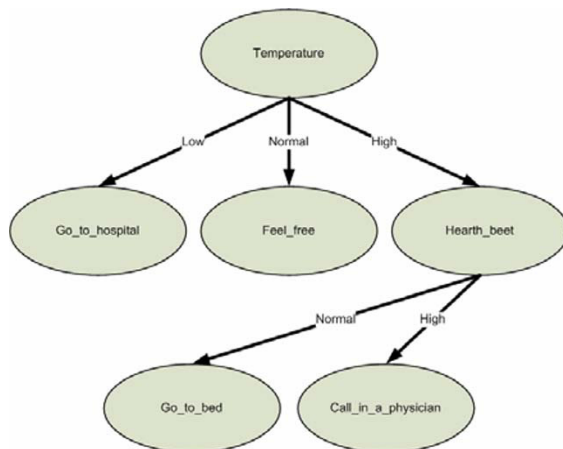 Temperature
Low
Normal
High
Go_to_hospital
Feel_free
Hearth_beet
Normal
High
Go_to_bed
Call_in_a_physician